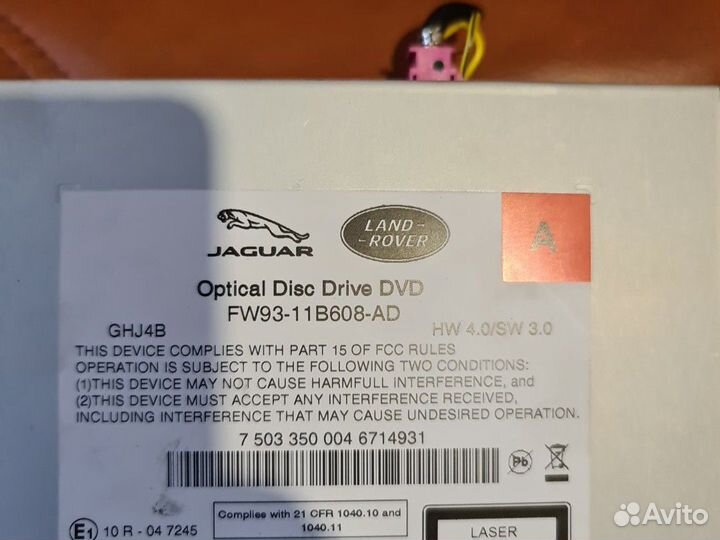 JAGUAR
LAND-
-ROVER
A
Optical Disc Drive DVD
FW93-11B608-AD
GHJ4B
HW 4.0/SW 3.0
THIS DEVICE COMPLIES WITH PART 15 OF FCC RULES
OPERATION IS SUBJECT TO THE FOLLOWING TWO CONDITIONS:
(1)THIS DEVICE MAY NOT CAUSE HARMFULL INTERFERENCE, and
(2)THIS DEVICE MUST ACCEPT ANY INTERFERENCE RECEIVED,
INCLUDING INTERFERENCE THAT MAY CAUSE UNDESIRED OPERATION.
7 503 350 004 6714931
Pb
E1 10 R - 04 7245
Complies with 21 CFR 1040.10 and
1040.11
LASER
Avito